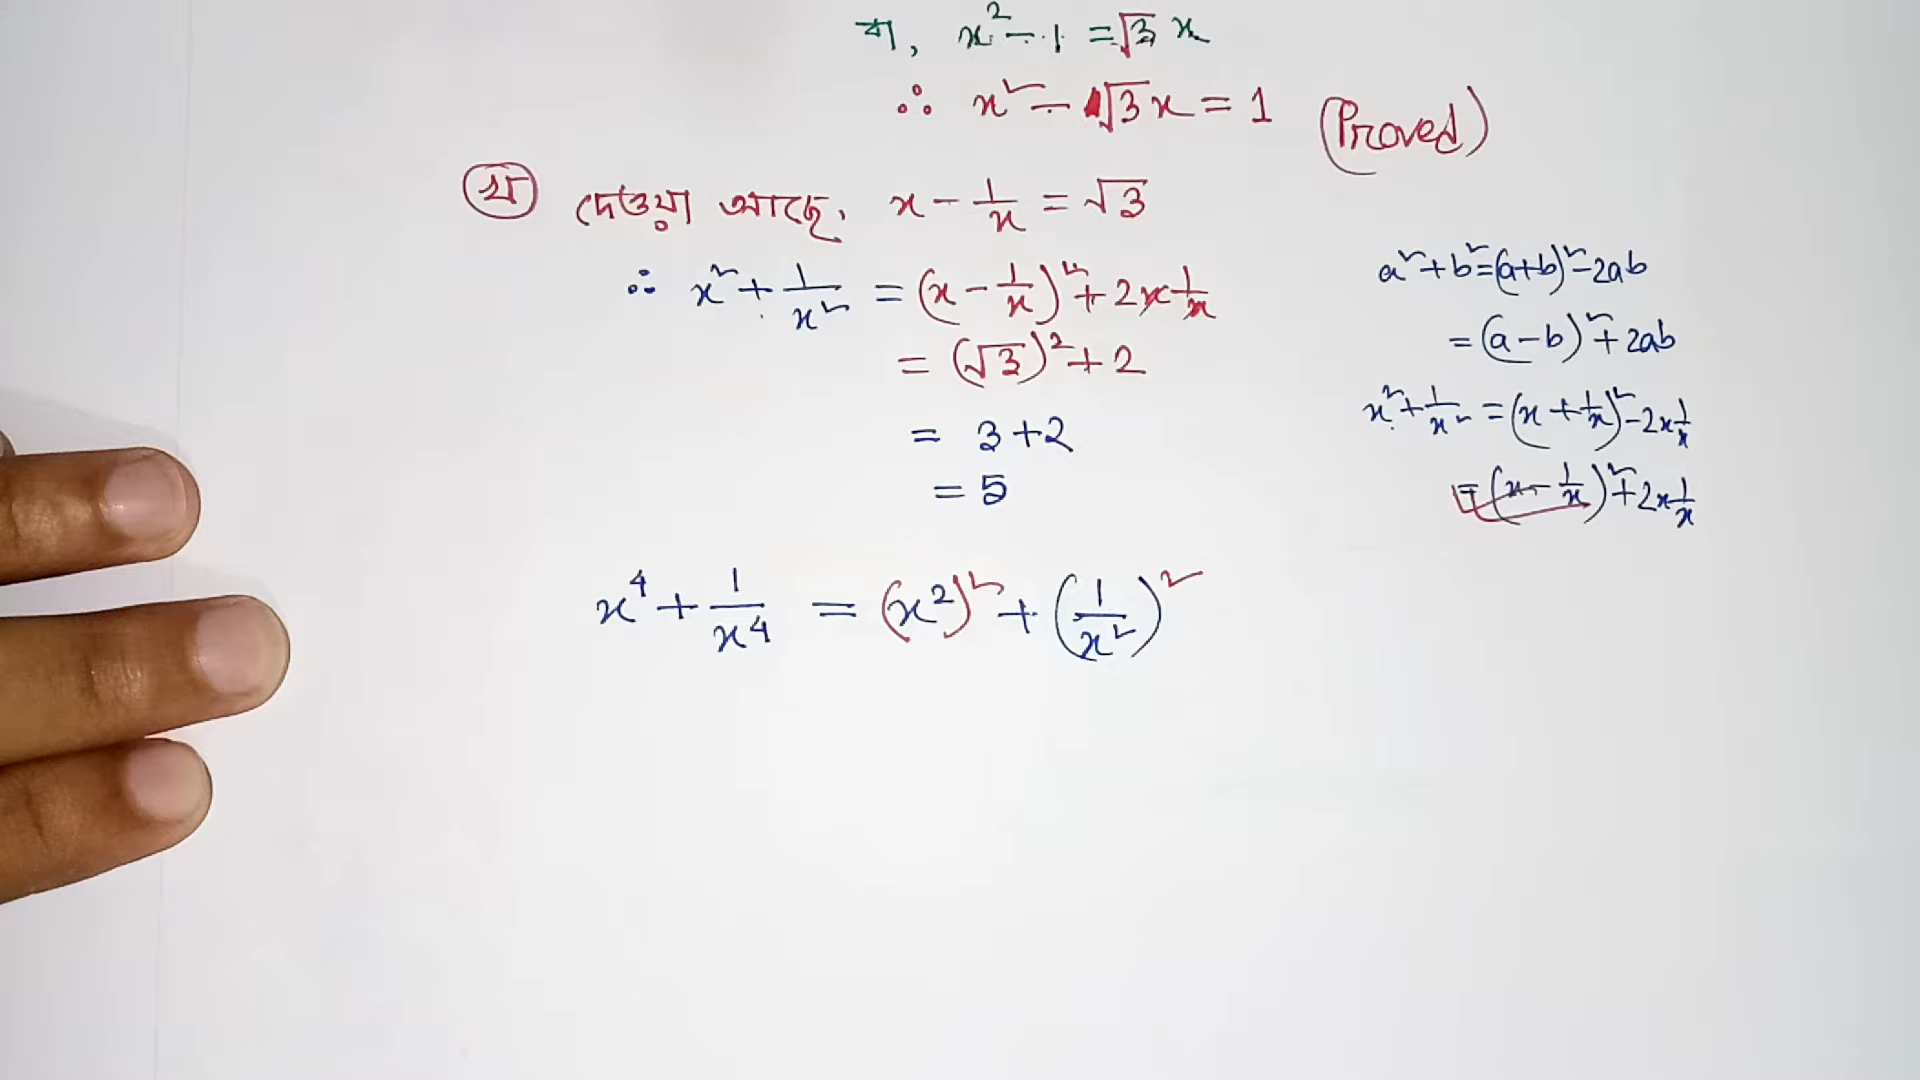 বা, x² - 1 = √3 x
∴ x² - √3x = 1 (Proved)
খ দেওয়া আছে, x - 1/x = √3
∴ x² + 1/x² = (x - 1/x)² + 2x·1/x
= (√3)² + 2
= 3 + 2
= 5
x⁴ + 1/x⁴ = (x²)² + (1/x²)²
a² + b² = (a+b)² - 2ab
= (a - b)² + 2ab
x² + 1/x² = (x + 1/x)² - 2x·1/x
= (x - 1/x)² + 2x·1/x